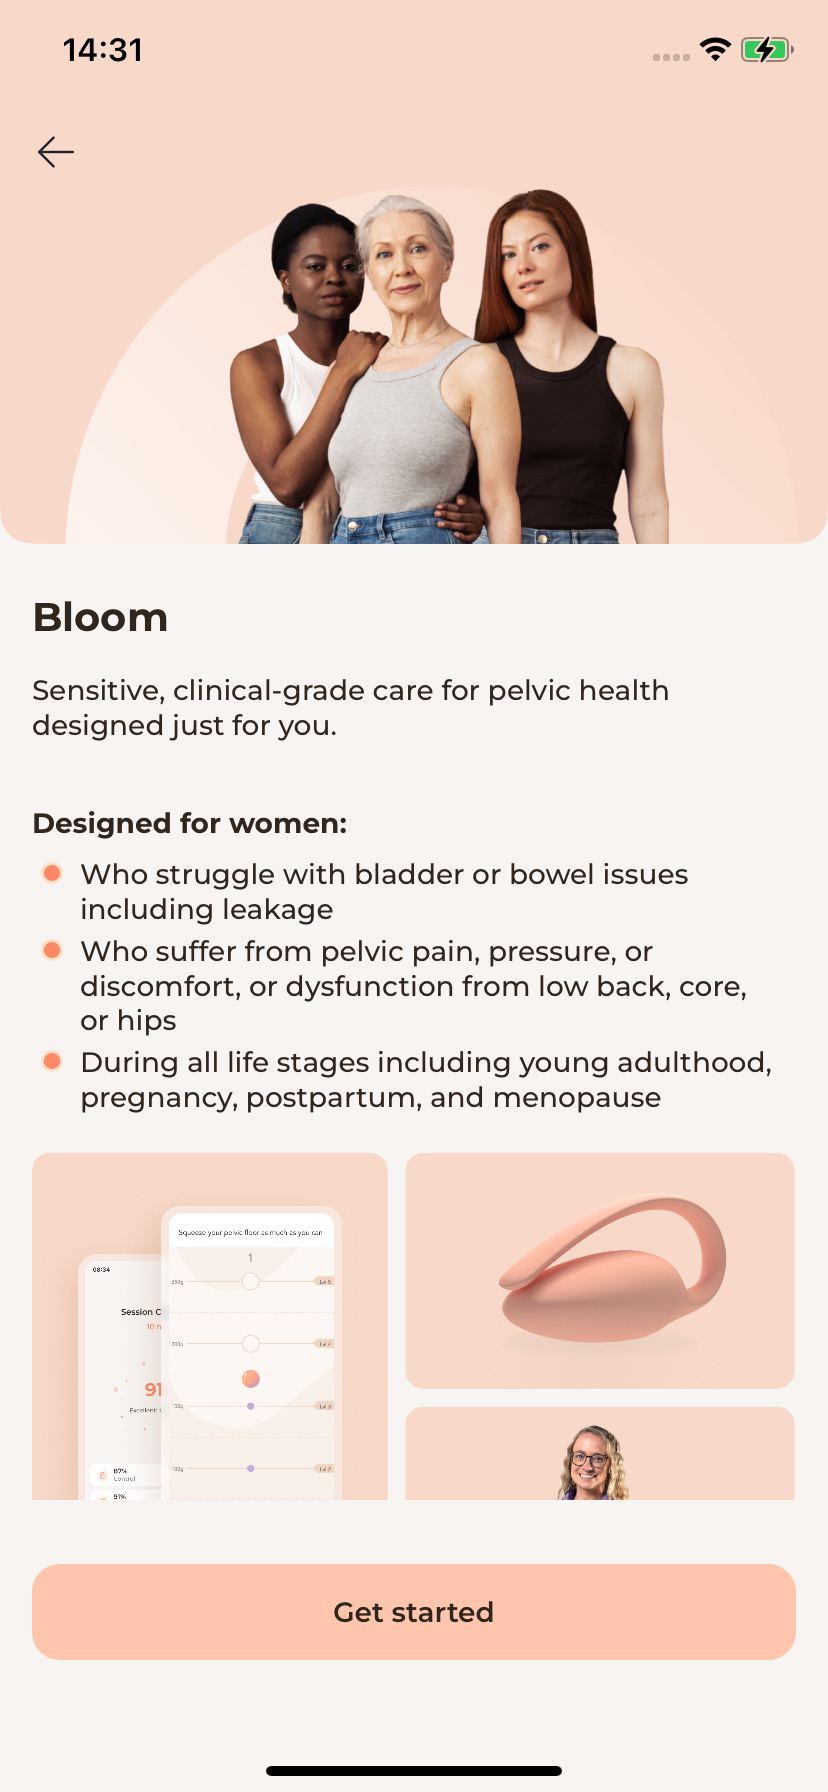 14:31
Bloom
Sensitive, clinical-grade care for pelvic health
designed just for you.
Designed for women:
Who struggle with bladder or bowel issues
including leakage
Who suffer from pelvic pain, pressure, or
discomfort, or dysfunction from low back, core,
or hips
During all life stages including young adulthood,
pregnancy, postpartum, and menopause
08:34
Session C
10 n
91
Excellent!
87%
Control
91%
Squeeze your pelvic floor as much as you can
1
250g
Lvl 5
200g
Lvl 4
150g
Lvl 3
100g
Lvl 2
Get started